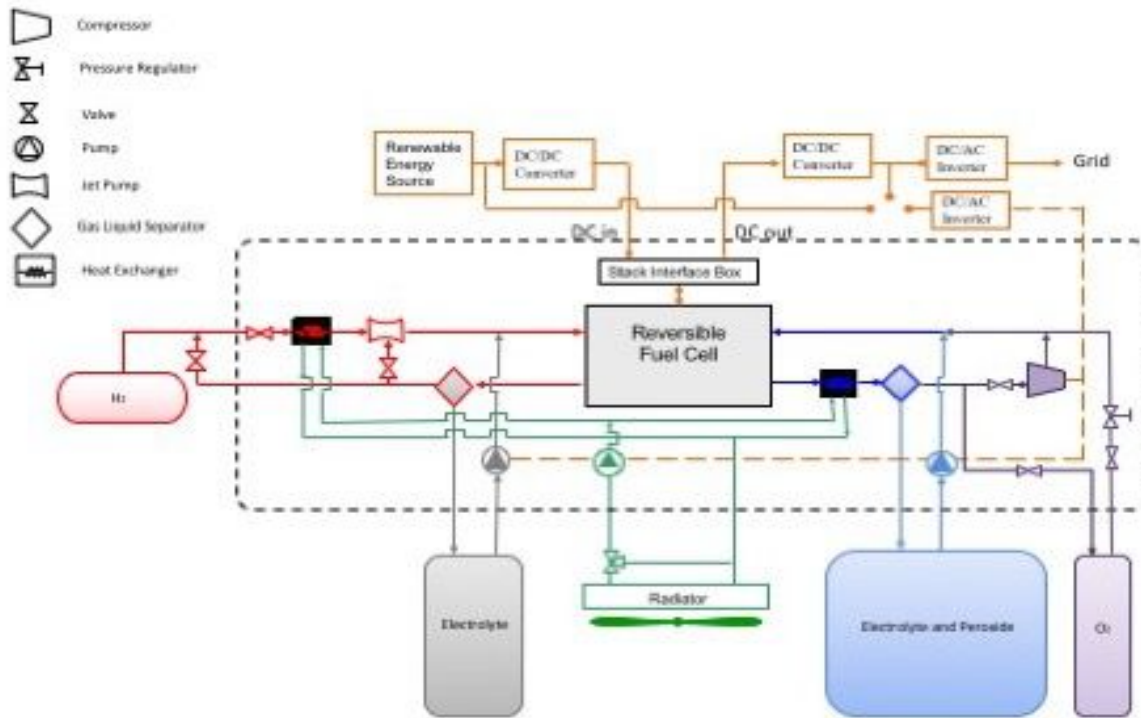 Compressor
Pressure Regulator
Valve
Pump
Jet Pump
Gas Liquid Separator
Heat Exchanger
Renewable
Energy
Source
DC/DC
Converter
DC/DC
Converter
DC/AC
Inverter
Grid
DC/AC
Inverter
DC in
DC out
Stack Interface Box
Reversible
Fuel Cell
H₂
Radiator
Electrolyte
Electrolyte and Peroxide
O₂